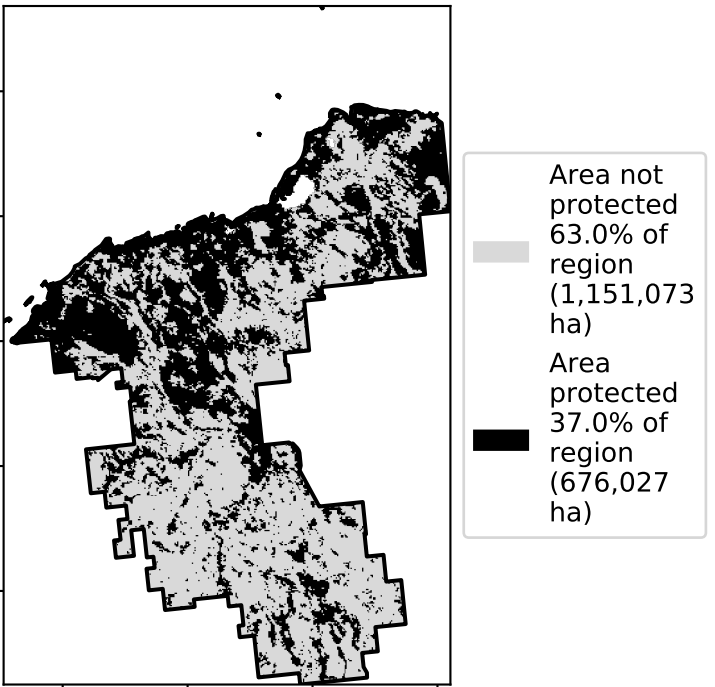 Area not
protected
63.0% of
region
(1,151,073
ha)
Area
protected
37.0% of
region
(676,027
ha)